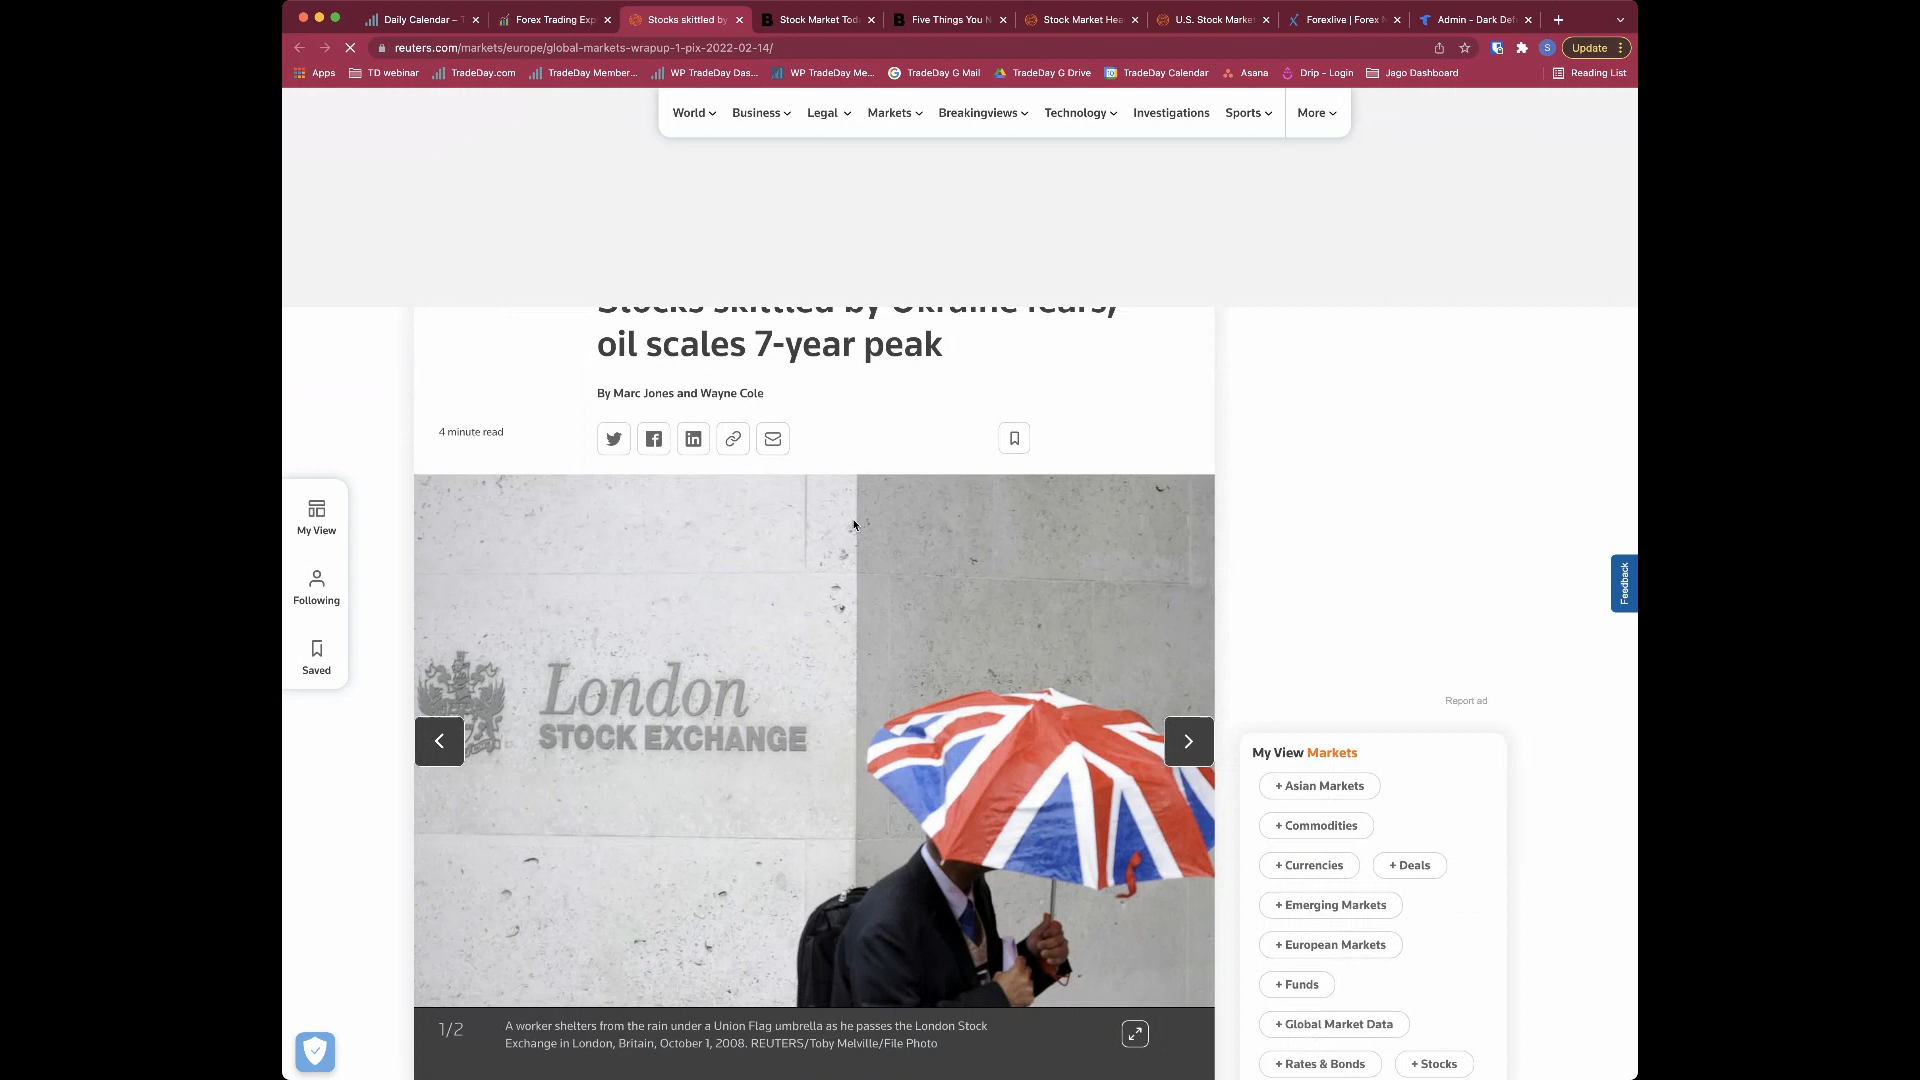 Daily Calendar – T
Forex Trading Exp
Stocks skittled by
Stock Market Toda
Five Things You N
Stock Market Hea
U.S. Stock Market
Forexlive | Forex N
Admin - Dark Def
reuters.com/markets/europe/global-markets-wrapup-1-pix-2022-02-14/
S
Update
Apps
TD webinar
TradeDay.com
TradeDay Member...
WP TradeDay Das...
WP TradeDay Me...
TradeDay G Mail
TradeDay G Drive
TradeDay Calendar
Asana
Drip - Login
Jago Dashboard
Reading List
World
Business
Legal
Markets
Breakingviews
Technology
Investigations
Sports
More
Stocks skittled by Ukraine fears,
oil scales 7-year peak
By Marc Jones and Wayne Cole
4 minute read
My View
Following
Saved
London
STOCK EXCHANGE
Feedback
Report ad
My View Markets
+ Asian Markets
+ Commodities
+ Currencies
+ Deals
+ Emerging Markets
+ European Markets
+ Funds
+ Global Market Data
+ Rates & Bonds
+ Stocks
1/2
A worker shelters from the rain under a Union Flag umbrella as he passes the London Stock
Exchange in London, Britain, October 1, 2008. REUTERS/Toby Melville/File Photo